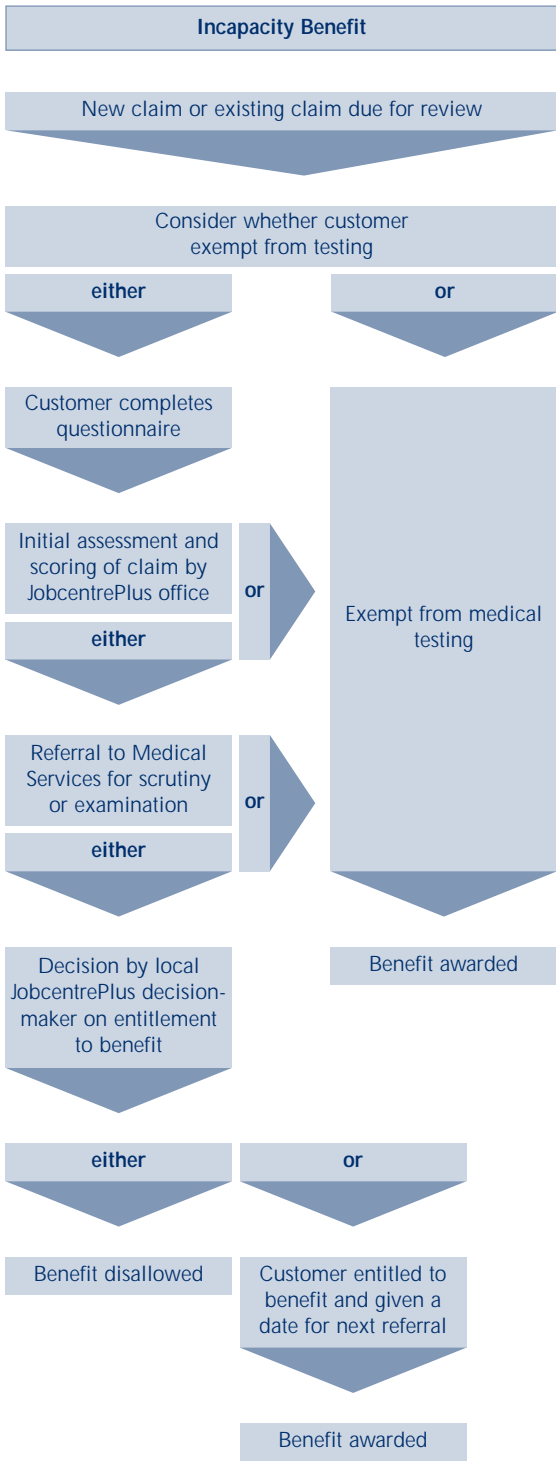 Incapacity Benefit
New claim or existing claim due for review
Consider whether customer
exempt from testing
either
or
Customer completes
questionnaire
Initial assessment and
scoring of claim by
JobcentrePlus office
or
Exempt from medical
testing
either
Referral to Medical
Services for scrutiny
or examination
or
either
Decision by local
JobcentrePlus decision-
maker on entitlement
to benefit
Benefit awarded
either
or
Benefit disallowed
Customer entitled to
benefit and given a
date for next referral
Benefit awarded